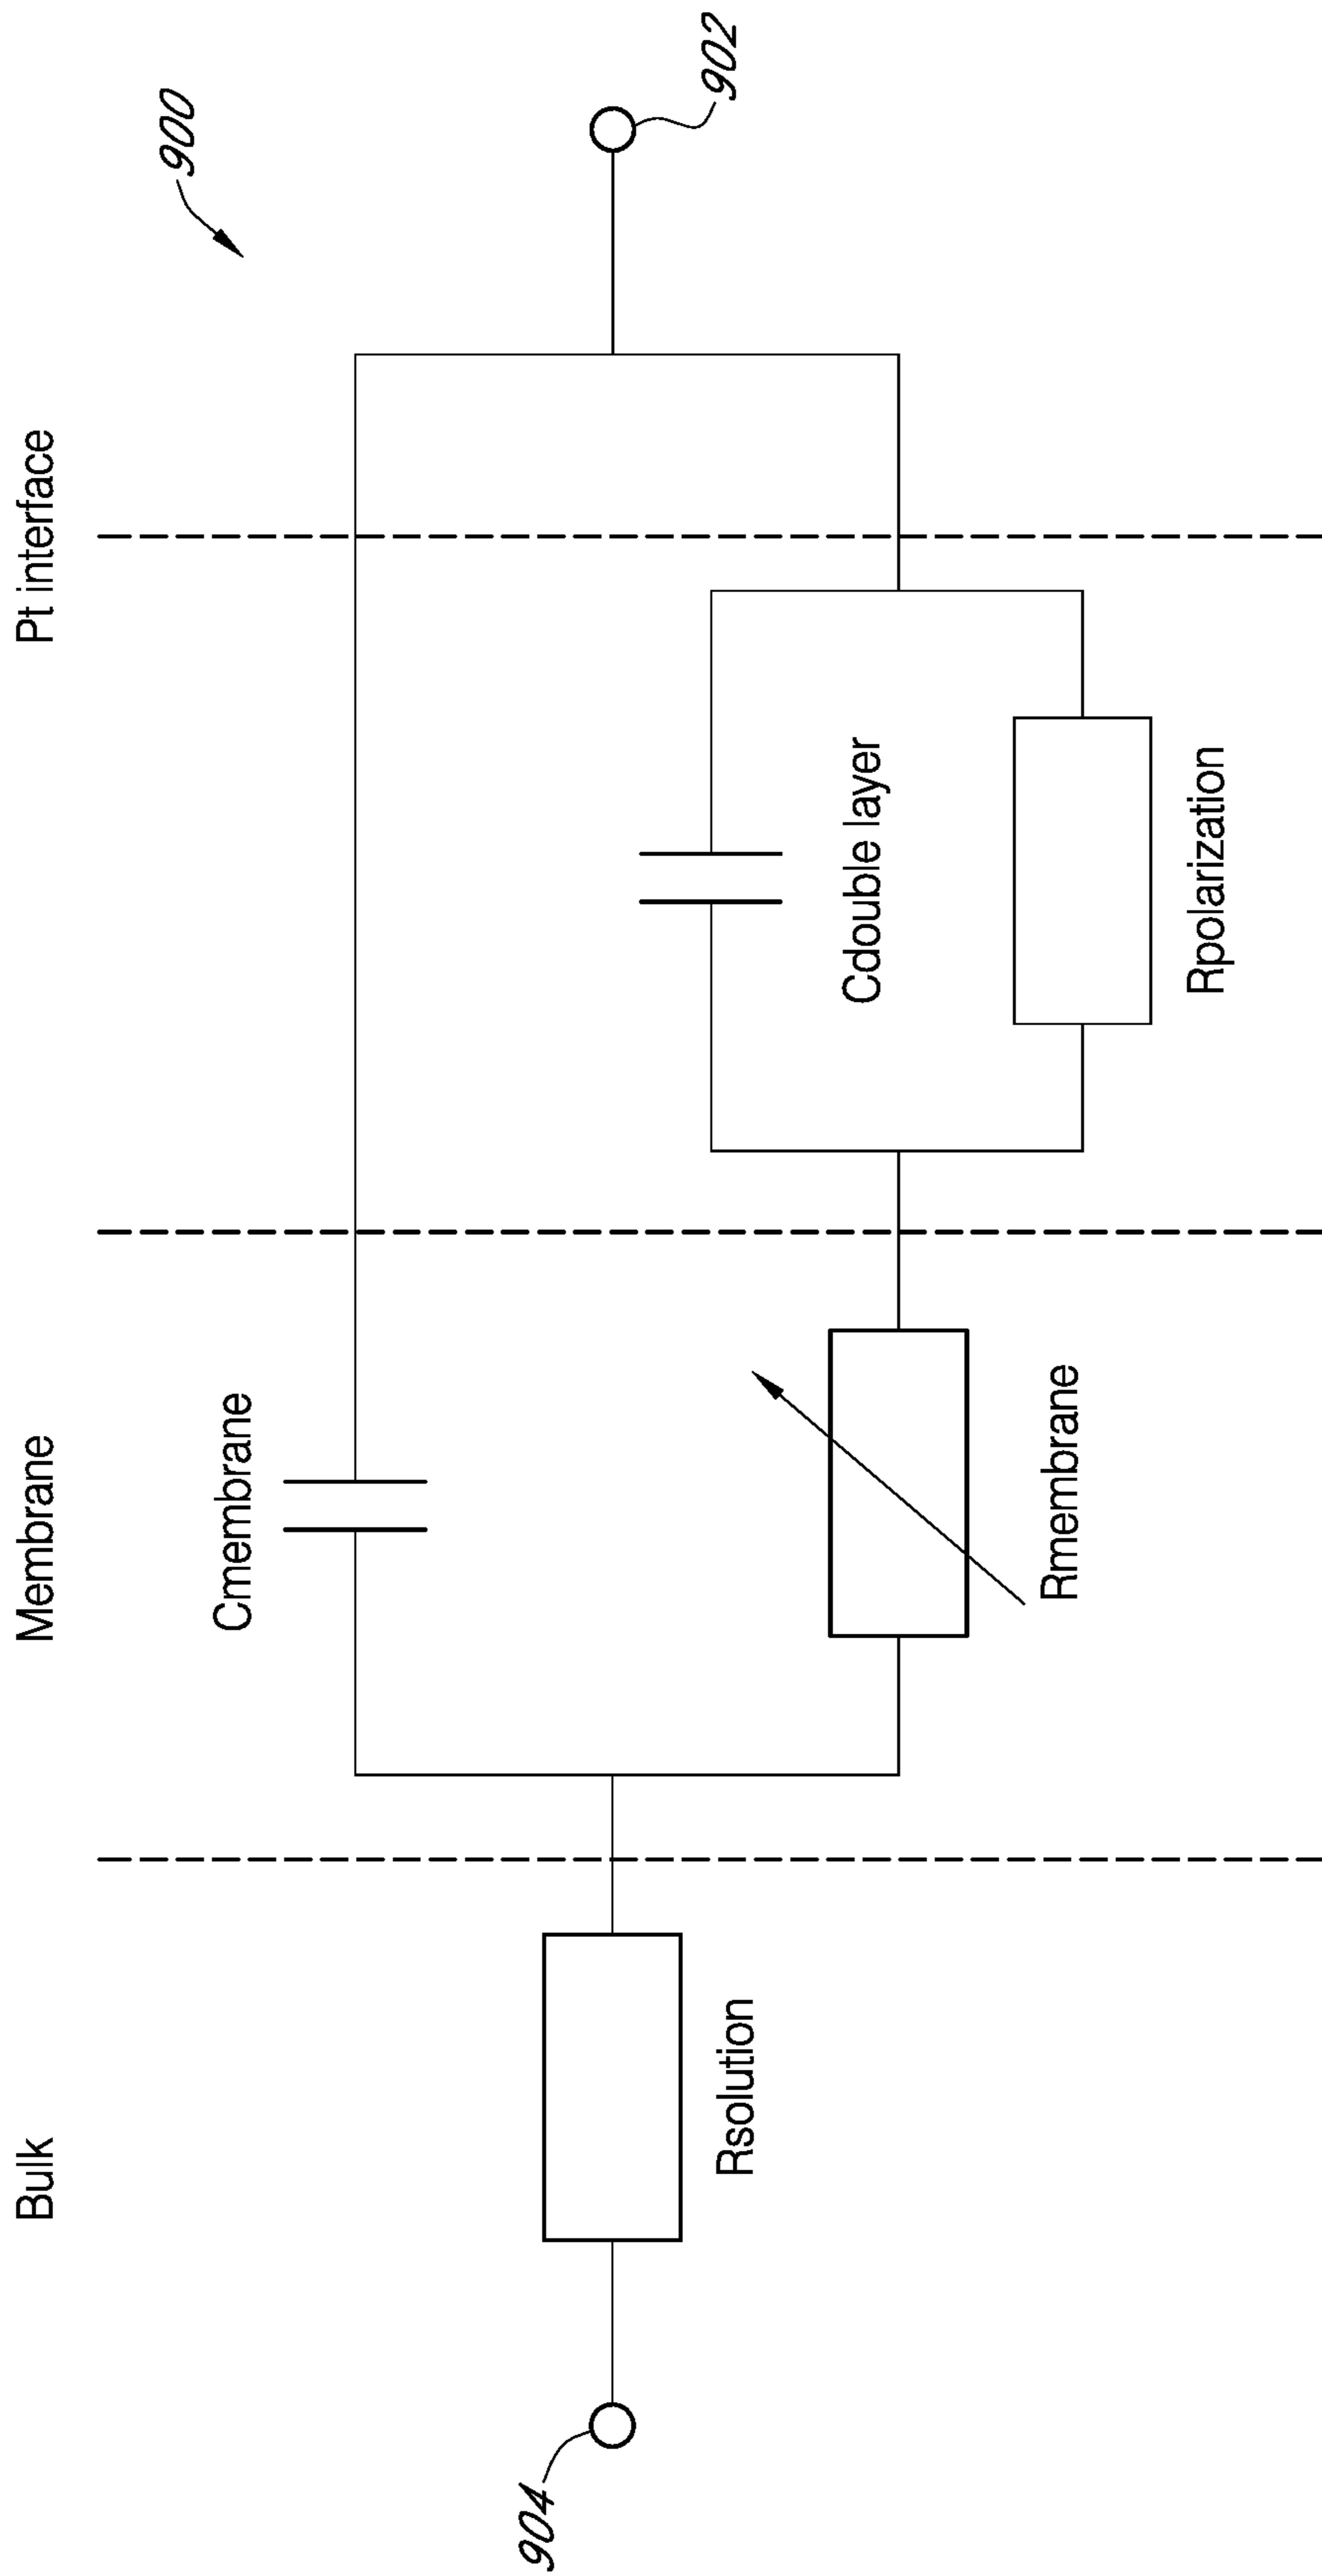 Bulk
Membrane
Pt interface
900
Cmembrane
904
902
Rsolution
Cdouble layer
Rmembrane
Rpolarization